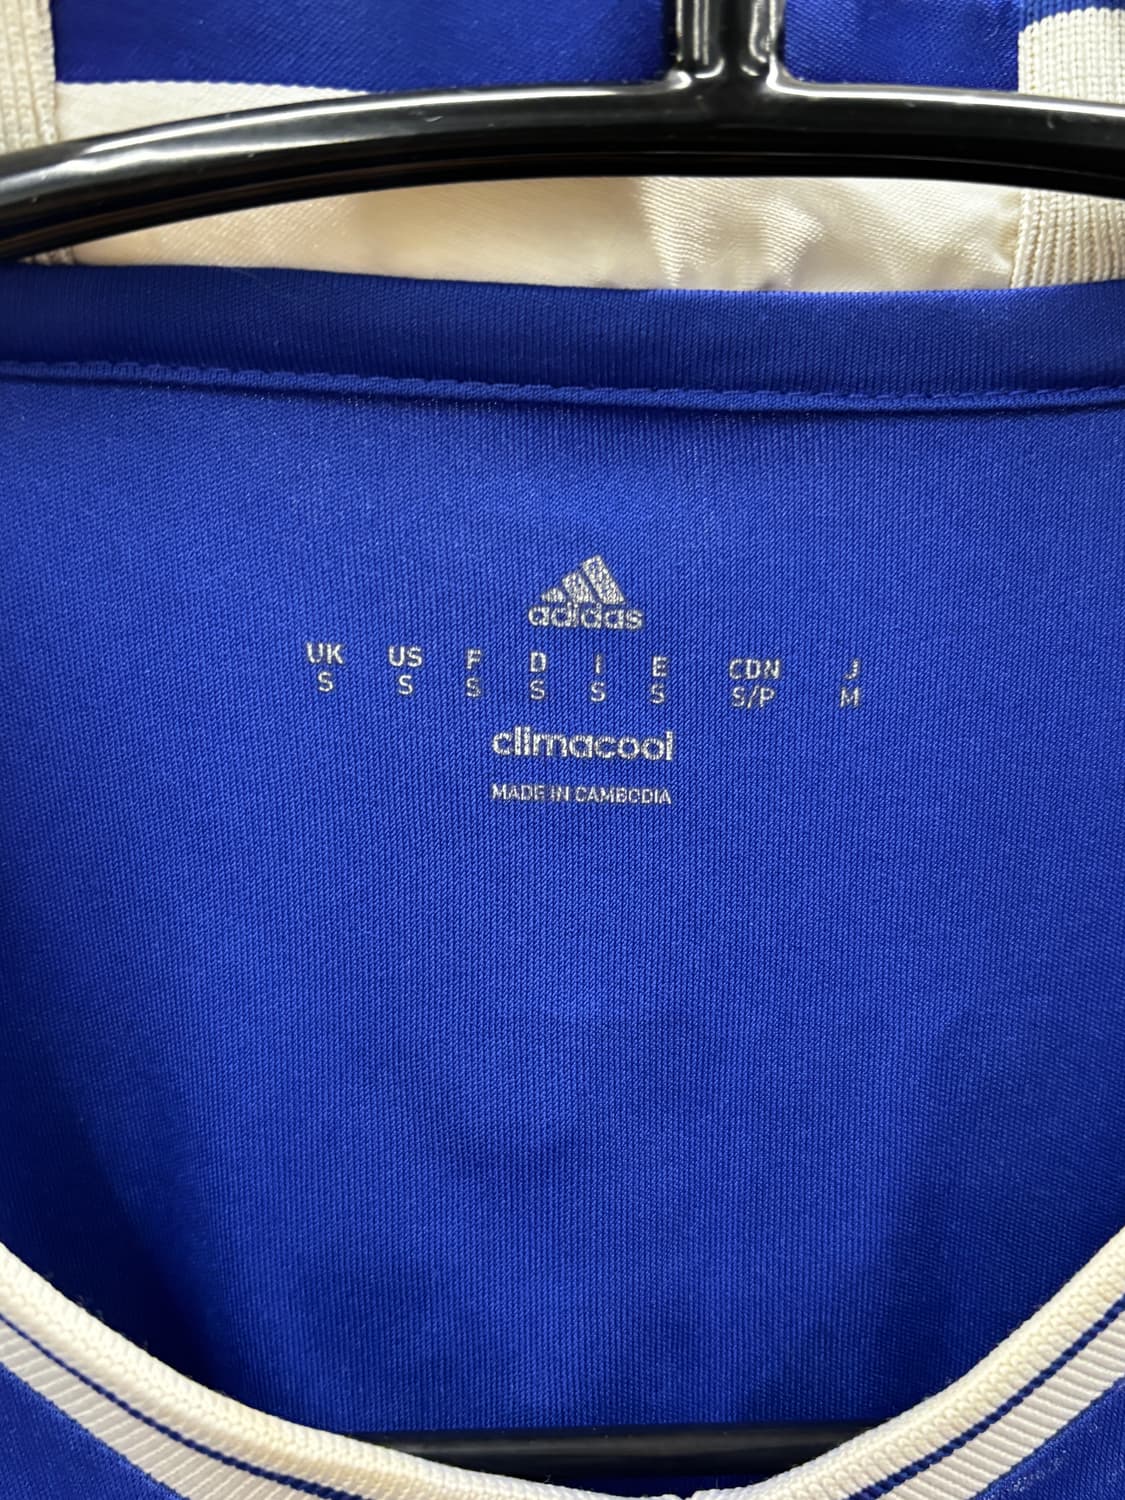 adidas
UK US F D I E CDN J
S S S S S S S/P M
climacool
MADE IN CAMBODIA